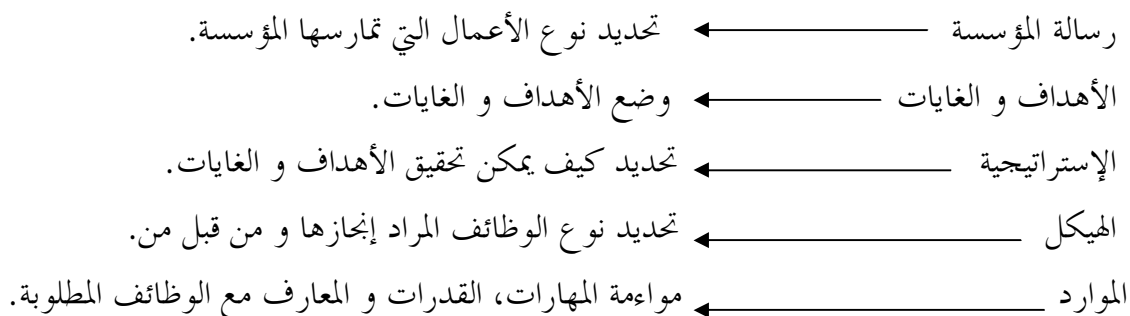 رسالة المؤسسة ← تحديد نوع الأعمال التي تمارسها المؤسسة.
الأهداف و الغايات ← وضع الأهداف و الغايات.
الإستراتيجية ← تحديد كيف يمكن تحقيق الأهداف و الغايات.
الهيكل ← تحديد نوع الوظائف المراد إنجازها و من قبل من.
الموارد ← مواءمة المهارات، القدرات و المعارف مع الوظائف المطلوبة.